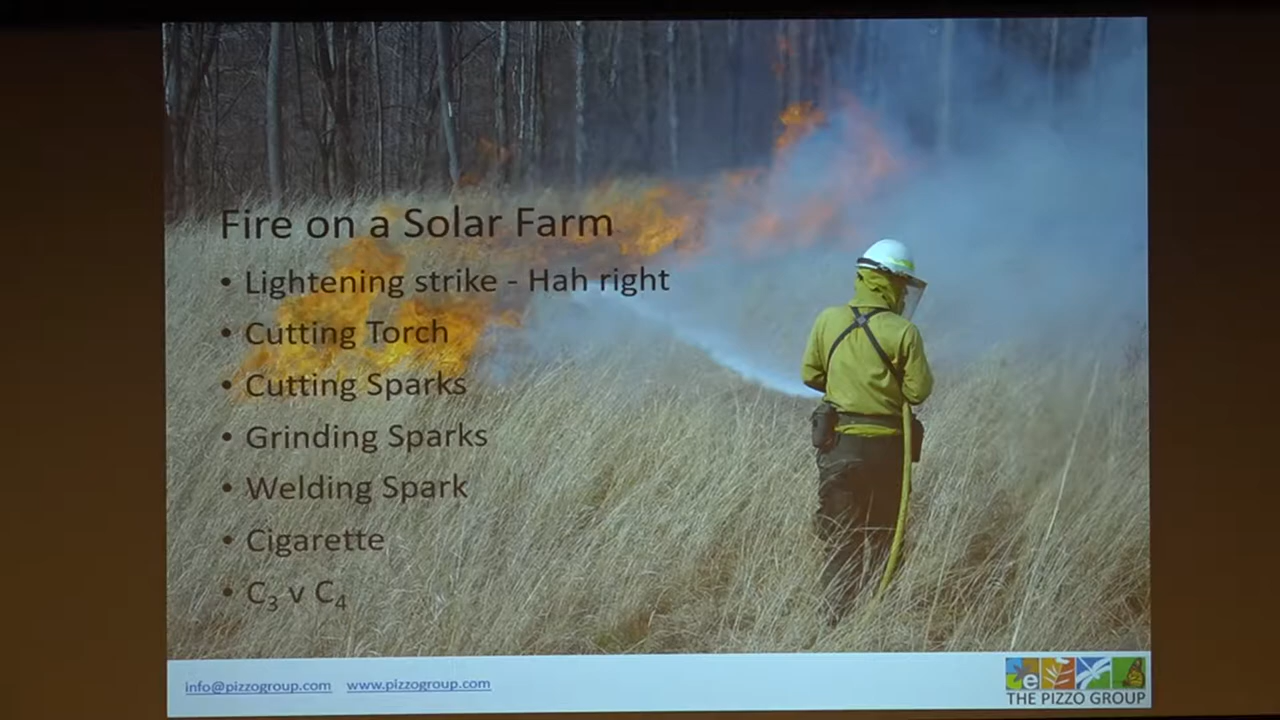 Fire on a Solar Farm
• Lightening strike - Hah right
• Cutting Torch
• Cutting Sparks
• Grinding Sparks
• Welding Spark
• Cigarette
• C₃ v C₄
info@pizzogroup.com www.pizzogroup.com
e
THE PIZZO GROUP